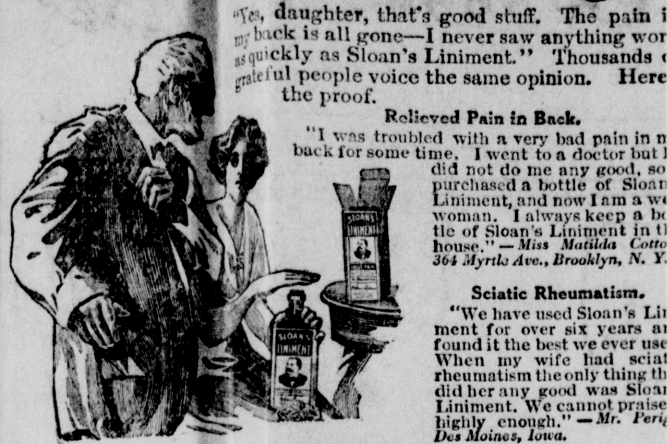 "Yes, daughter, that's good stuff. The pain i
my back is all gone—I never saw anything wor
as quickly as Sloan's Liniment." Thousands
grateful people voice the same opinion. Here
the proof.
Relieved Pain in Back.
"I was troubled with a very bad pain in n
back for some time. I went to a doctor but
did not do me any good, so
purchased a bottle of Sloan
Liniment, and now I am a we
woman. I always keep a bo
tle of Sloan's Liniment in tl
house."—Miss Matilda Cotto
364 Myrtle Ave., Brooklyn, N. Y.
Sciatic Rheumatism.
"We have used Sloan's Lin
ment for over six years an
found it the best we ever use
When my wife had sciat
rheumatism the only thing th
did her any good was Sloan
Liniment. We cannot praise
highly enough."—Mr. Peri,
Des Moines, Iowa.
SLOAN'S
LINIMENT
SLOAN'S
LINIMENT